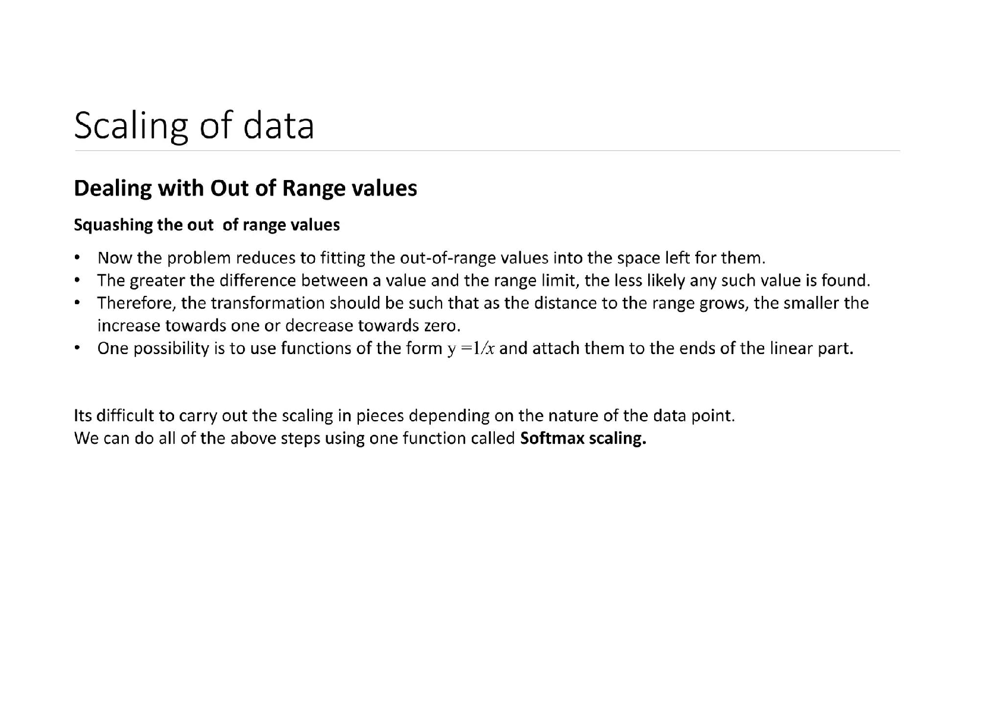 Scaling of data
Dealing with Out of Range values
Squashing the out  of range values
• Now the problem reduces to fitting the out-of-range values into the space left for them.
• The greater the difference between a value and the range limit, the less likely any such value is found.
• Therefore, the transformation should be such that as the distance to the range grows, the smaller the
increase towards one or decrease towards zero.
• One possibility is to use functions of the form y =1/x and attach them to the ends of the linear part.
Its difficult to carry out the scaling in pieces depending on the nature of the data point.
We can do all of the above steps using one function called Softmax scaling.